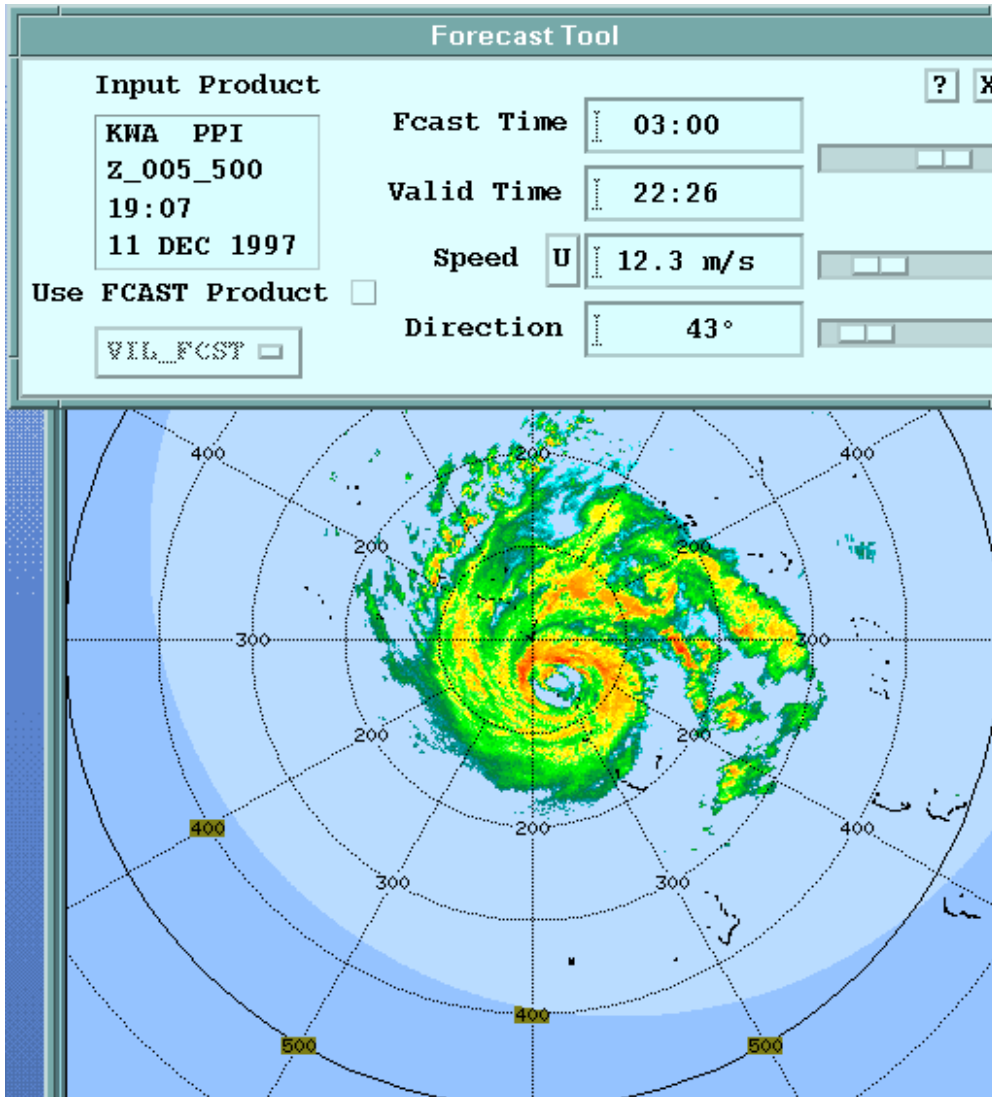 Forecast Tool
Input Product
? X
KWA PPI
Z_005_500
19:07
11 DEC 1997
Fcast Time 03:00
Valid Time 22:26
Speed U 12.3 m/s
Use FCAST Product
Direction 43°
VIL_FCST
400 200 400
200 200
300 300
200 200
400 200 400
300 300
400
500 500